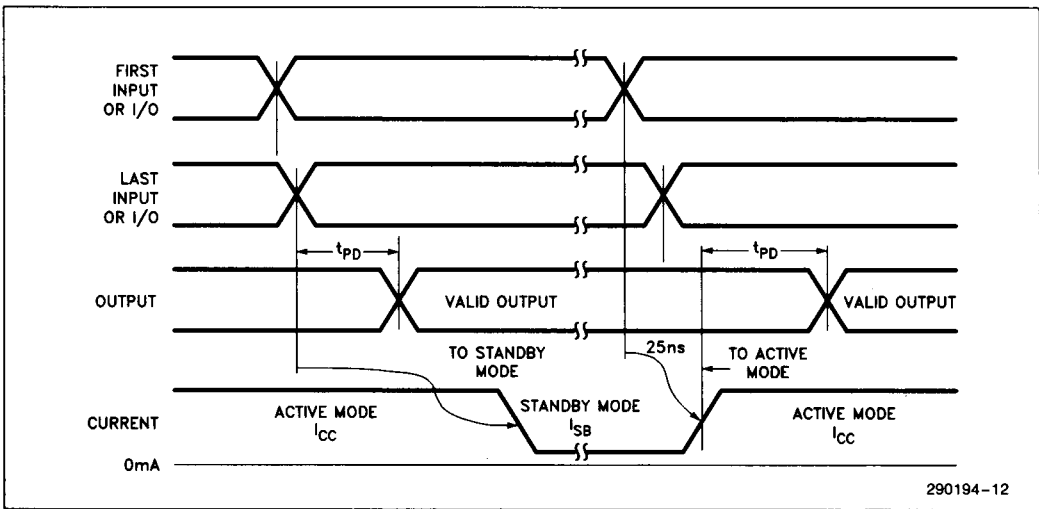 FIRST
INPUT
OR I/O
LAST
INPUT
OR I/O
tPD
tPD
OUTPUT
VALID OUTPUT
VALID OUTPUT
TO STANDBY
MODE
25ns
TO ACTIVE
MODE
CURRENT
ACTIVE MODE
ICC
STANDBY MODE
ISB
ACTIVE MODE
ICC
0mA
290194-12